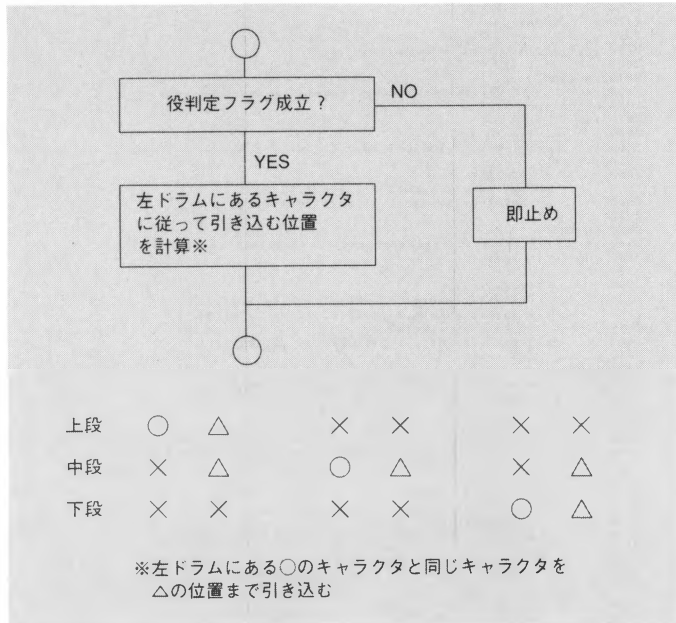 役判定フラグ成立？
NO
YES
左ドラムにあるキャラクタ
に従って引き込む位置
を計算※
即止め
上段 ○ △ × × × ×
中段 × △ ○ △ × △
下段 × × × × ○ △
※左ドラムにある○のキャラクタと同じキャラクタを
△の位置まで引き込む